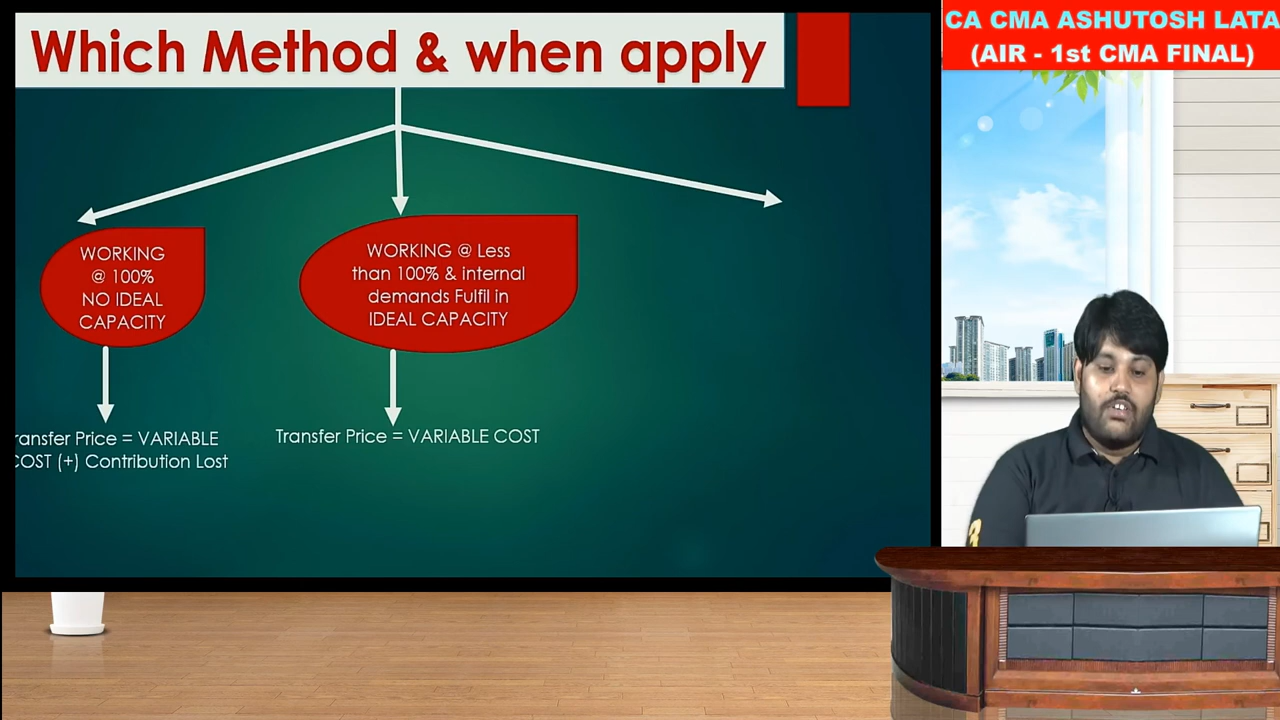 Which Method & when apply
CA CMA ASHUTOSH LATA
(AIR - 1st CMA FINAL)
WORKING
@ 100%
NO IDEAL
CAPACITY
WORKING @ Less
than 100% & internal
demands Fulfil in
IDEAL CAPACITY
ransfer Price = VARIABLE
COST (+) Contribution Lost
Transfer Price = VARIABLE COST